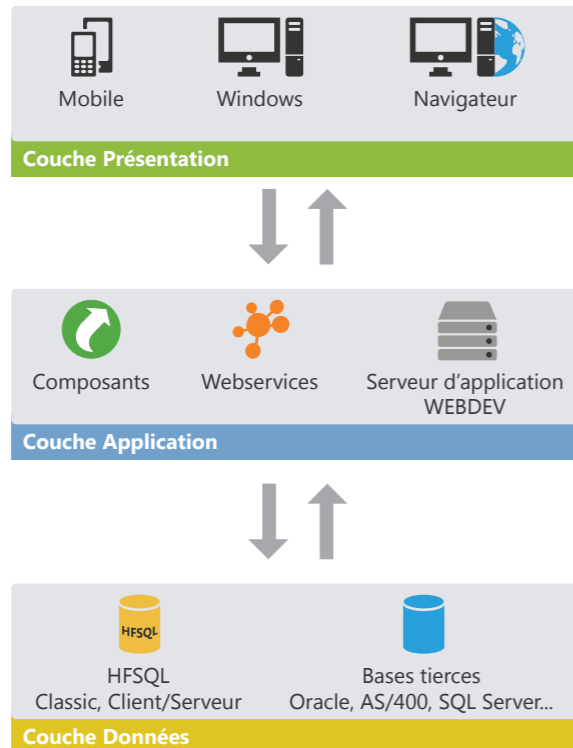 Mobile
Windows
Navigateur
Couche Présentation
Composants
Webservices
Serveur d'application
WEBDEV
Couche Application
HFSQL
HFSQL
Classic, Client/Serveur
Bases tierces
Oracle, AS/400, SQL Server...
Couche Données